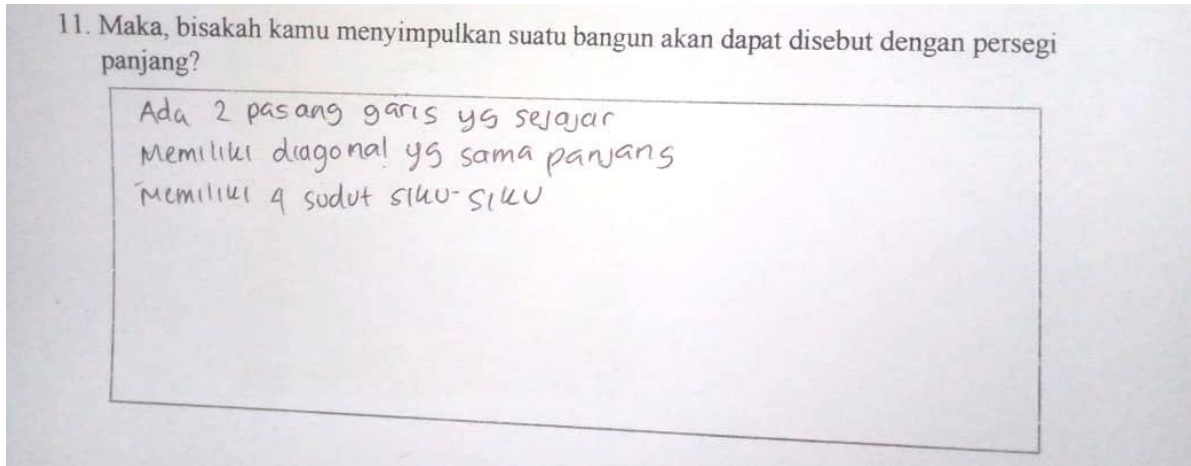 11. Maka, bisakah kamu menyimpulkan suatu bangun akan dapat disebut dengan persegi
panjang?
Ada 2 pasang garis yg sejajar
Memiliki diagonal yg sama panjang
Memiliki 4 sudut siku-siku